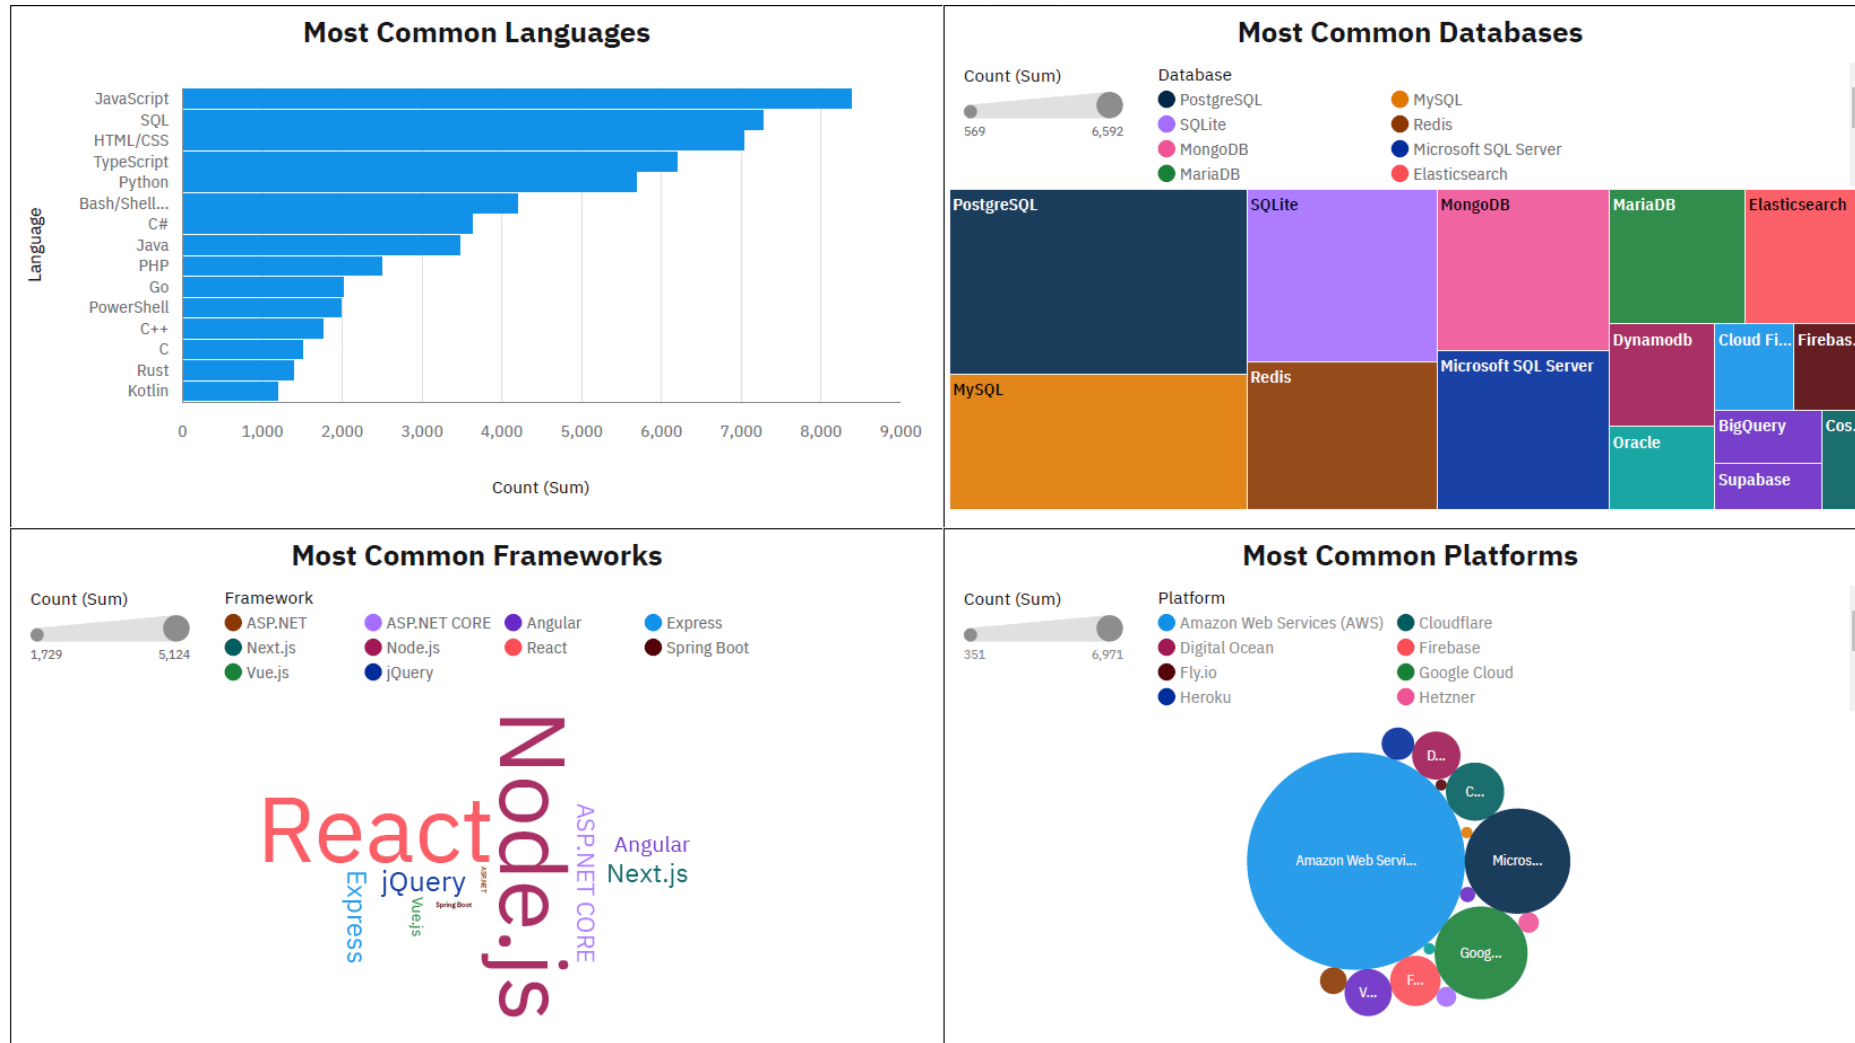 Most Common Languages
Language
JavaScript
SQL
HTML/CSS
TypeScript
Python
Bash/Shell...
C#
Java
PHP
Go
PowerShell
C++
C
Rust
Kotlin
0 1,000 2,000 3,000 4,000 5,000 6,000 7,000 8,000 9,000
Count (Sum)
Most Common Databases
Count (Sum)
569 6,592
Database
PostgreSQL MySQL
SQLite Redis
MongoDB Microsoft SQL Server
MariaDB Elasticsearch
PostgreSQL SQLite MongoDB MariaDB Elasticsearch
Dynamodb Cloud Fi... Firebas.
Microsoft SQL Server
Redis
MySQL
BigQuery Cos.
Oracle
Supabase
Most Common Frameworks
Count (Sum)
1,729 5,124
Framework
ASP.NET ASP.NET CORE Angular Express
Next.js Node.js React Spring Boot
Vue.js jQuery
Node.js
React
ASP.NET CORE
Angular
Next.js
jQuery
ASP.NET
Express
Vue.js
Spring Boot
Most Common Platforms
Count (Sum)
351 6,971
Platform
Amazon Web Services (AWS) Cloudflare
Digital Ocean Firebase
Fly.io Google Cloud
Heroku Hetzner
D...
C...
Amazon Web Servi... Micros...
Goog...
F...
V...